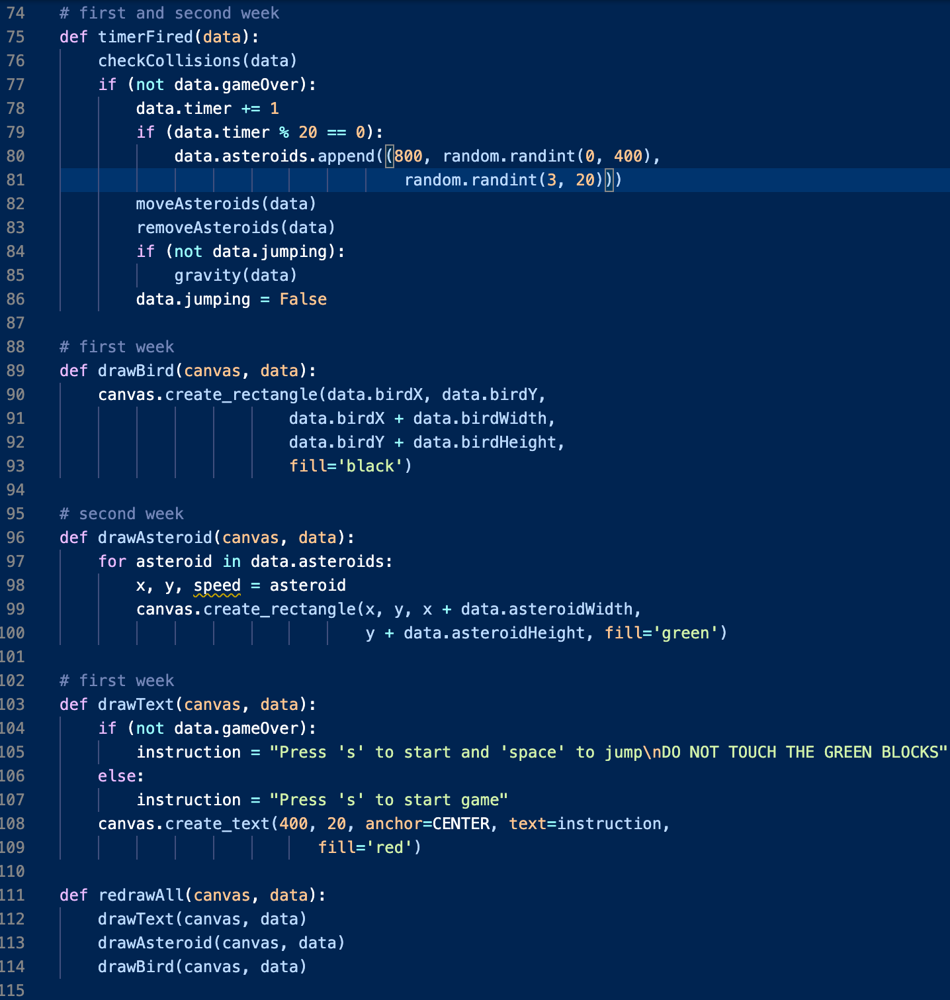 74 # first and second week
75 def timerFired(data):
76     checkCollisions(data)
77     if (not data.gameOver):
78         data.timer += 1
79         if (data.timer % 20 == 0):
80             data.asteroids.append((800, random.randint(0, 400),
81                                     random.randint(3, 20)))
82         moveAsteroids(data)
83         removeAsteroids(data)
84         if (not data.jumping):
85             gravity(data)
86         data.jumping = False
87
88 # first week
89 def drawBird(canvas, data):
90     canvas.create_rectangle(data.birdX, data.birdY,
91                         data.birdX + data.birdWidth,
92                         data.birdY + data.birdHeight,
93                         fill='black')
94
95 # second week
96 def drawAsteroid(canvas, data):
97     for asteroid in data.asteroids:
98         x, y, speed = asteroid
99         canvas.create_rectangle(x, y, x + data.asteroidWidth,
100                                 y + data.asteroidHeight, fill='green')
101
102 # first week
103 def drawText(canvas, data):
104     if (not data.gameOver):
105         instruction = "Press 's' to start and 'space' to jump\nDO NOT TOUCH THE GREEN BLOCKS"
106     else:
107         instruction = "Press 's' to start game"
108     canvas.create_text(400, 20, anchor=CENTER, text=instruction,
109                            fill='red')
110
111 def redrawAll(canvas, data):
112     drawText(canvas, data)
113     drawAsteroid(canvas, data)
114     drawBird(canvas, data)
115